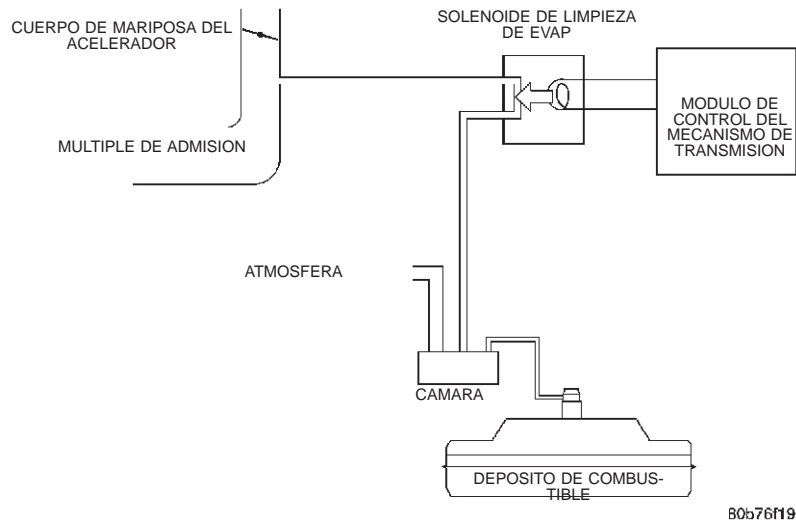 CUERPO DE MARIPOSA DEL
ACELERADOR
SOLENOIDE DE LIMPIEZA
DE EVAP
MODULO DE
CONTROL DEL
MECANISMO DE
TRANSMISION
MULTIPLE DE ADMISION
ATMOSFERA
CAMARA
DEPOSITO DE COMBUS-
TIBLE
80b76f19